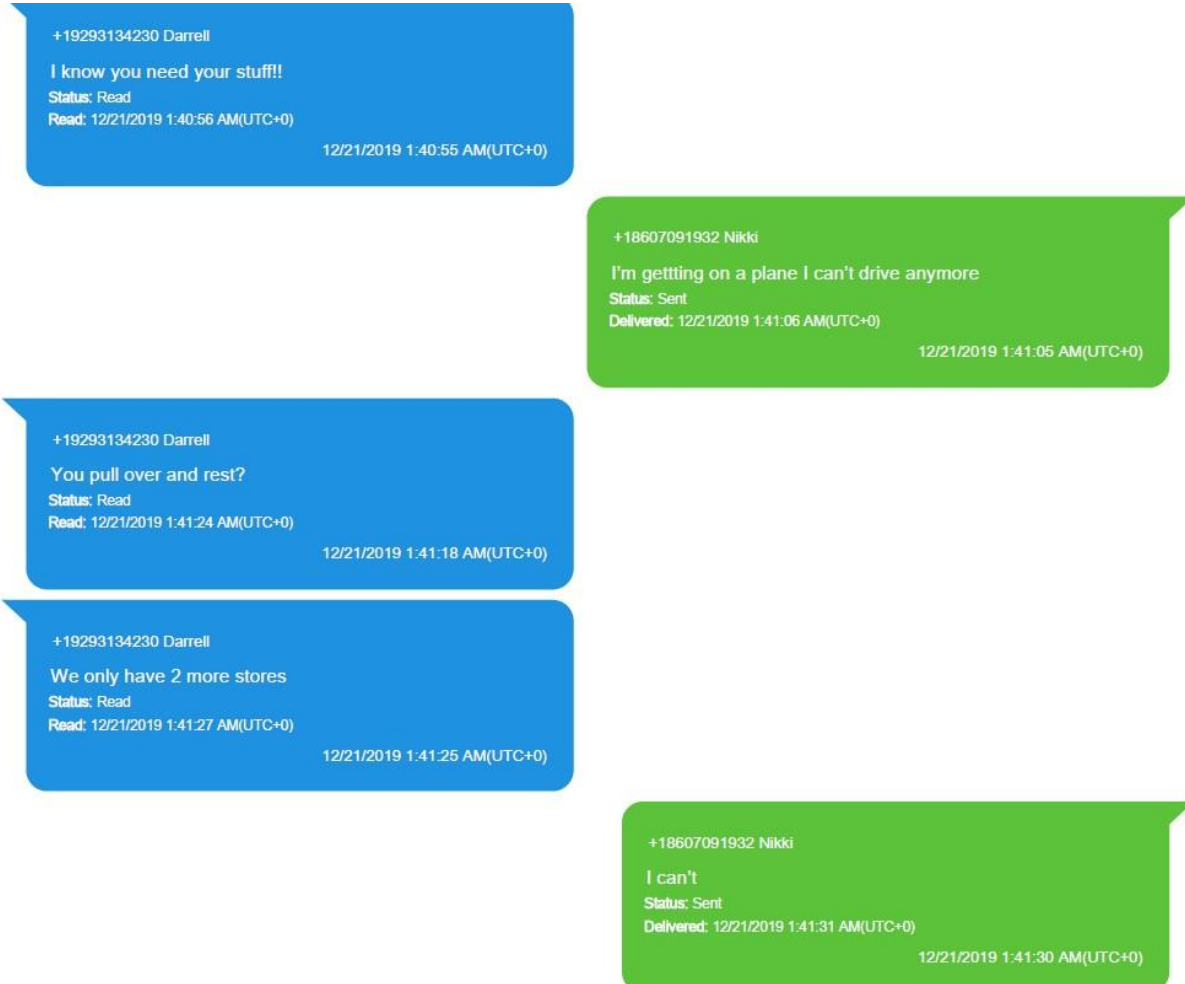 +19293134230 Darrell
I know you need your stuff!!
Status: Read
Read: 12/21/2019 1:40:56 AM(UTC+0)
12/21/2019 1:40:55 AM(UTC+0)
+18607091932 Nikki
I'm gettting on a plane I can't drive anymore
Status: Sent
Delivered: 12/21/2019 1:41:06 AM(UTC+0)
12/21/2019 1:41:05 AM(UTC+0)
+19293134230 Darrell
You pull over and rest?
Status: Read
Read: 12/21/2019 1:41:24 AM(UTC+0)
12/21/2019 1:41:18 AM(UTC+0)
+19293134230 Darrell
We only have 2 more stores
Status: Read
Read: 12/21/2019 1:41:27 AM(UTC+0)
12/21/2019 1:41:25 AM(UTC+0)
+18607091932 Nikki
I can't
Status: Sent
Delivered: 12/21/2019 1:41:31 AM(UTC+0)
12/21/2019 1:41:30 AM(UTC+0)